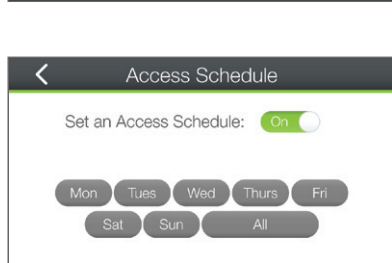 Access Schedule
Set an Access Schedule: On
Mon Tues Wed Thurs Fri
Sat Sun All